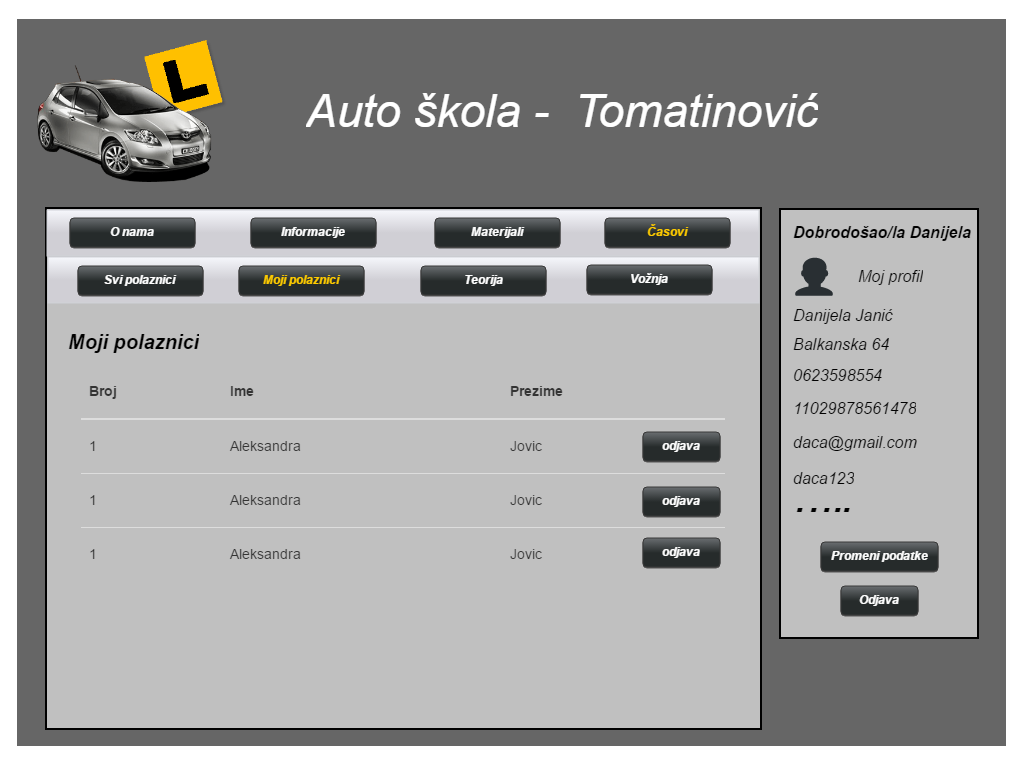 L
Auto škola - Tomatinović
O nama Informacije Materijali Časovi
Svi polaznici Moji polaznici Teorija Vožnja
Moji polaznici
Broj Ime Prezime
1 Aleksandra Jovic odjava
1 Aleksandra Jovic odjava
1 Aleksandra Jovic odjava
Dobrodošao/la Danijela
Moj profil
Danijela Janić
Balkanska 64
0623598554
11029878561478
daca@gmail.com
daca123
.....
Promeni podatke
Odjava